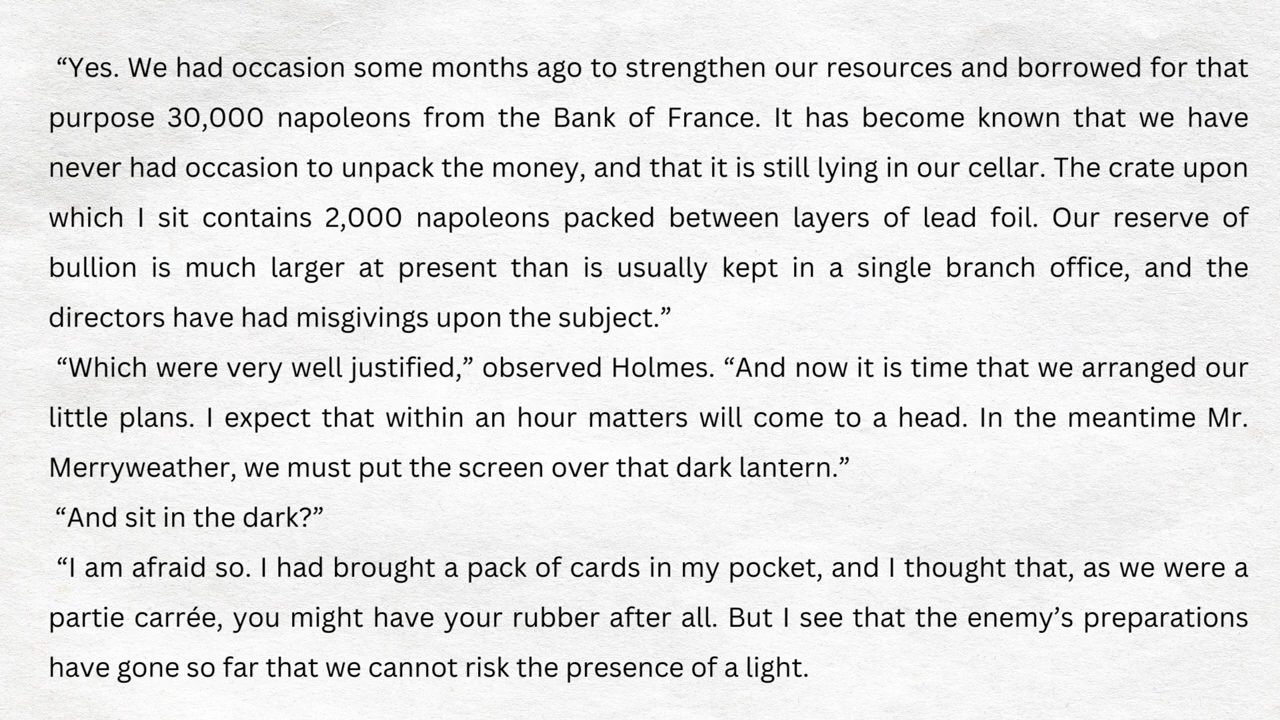 “Yes. We had occasion some months ago to strengthen our resources and borrowed for that
purpose 30,000 napoleons from the Bank of France. It has become known that we have
never had occasion to unpack the money, and that it is still lying in our cellar. The crate upon
which I sit contains 2,000 napoleons packed between layers of lead foil. Our reserve of
bullion is much larger at present than is usually kept in a single branch office, and the
directors have had misgivings upon the subject.”
“Which were very well justified,” observed Holmes. “And now it is time that we arranged our
little plans. I expect that within an hour matters will come to a head. In the meantime Mr.
Merryweather, we must put the screen over that dark lantern.”
“And sit in the dark?”
“I am afraid so. I had brought a pack of cards in my pocket, and I thought that, as we were a
partie carrée, you might have your rubber after all. But I see that the enemy’s preparations
have gone so far that we cannot risk the presence of a light.